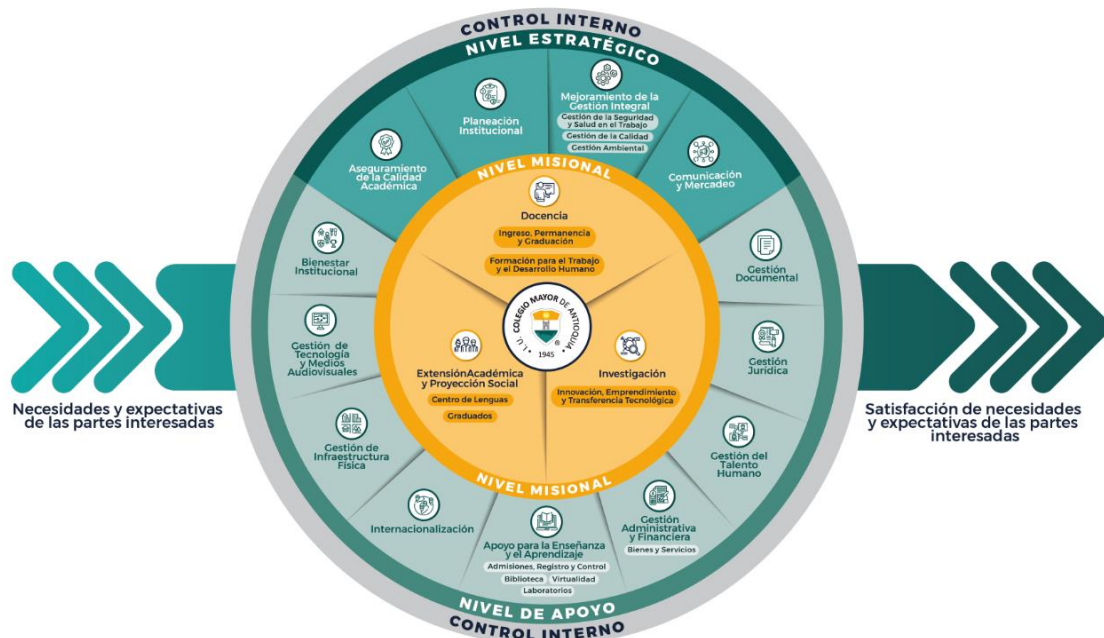 CONTROL INTERNO
NIVEL ESTRATÉGICO
Planeación
Institucional
Mejoramiento de la
Gestión Integral
Gestión de la Seguridad
y Salud en el Trabajo
Gestión de la Calidad
Gestión Ambiental
Aseguramiento
de la Calidad
Académica
Comunicación
y Mercadeo
NIVEL MISIONAL
Docencia
Ingreso, Permanencia
y Graduación
Formación para el Trabajo
y el Desarrollo Humano
Bienestar
Institucional
Gestión
Documental
Gestión de
Tecnología
y Medios
Audiovisuales
I. U. COLEGIO MAYOR DE ANTIOQUIA
®
1945
Gestión
Jurídica
ExtensiónAcadémica
y Proyección Social
Centro de Lenguas
Graduados
Investigación
Innovación, Emprendimiento
y Transferencia Tecnológica
Necesidades y expectativas
de las partes interesadas
Satisfacción de necesidades
y expectativas de las partes
interesadas
Gestión de
Infraestructura
Física
Gestión del
Talento
Humano
NIVEL MISIONAL
Internacionalización
Apoyo para la Enseñanza
y el Aprendizaje
Admisiones, Registro y Control
Biblioteca
Virtualidad
Laboratorios
Gestión
Administrativa
y Financiera
Bienes y Servicios
NIVEL DE APOYO
CONTROL INTERNO